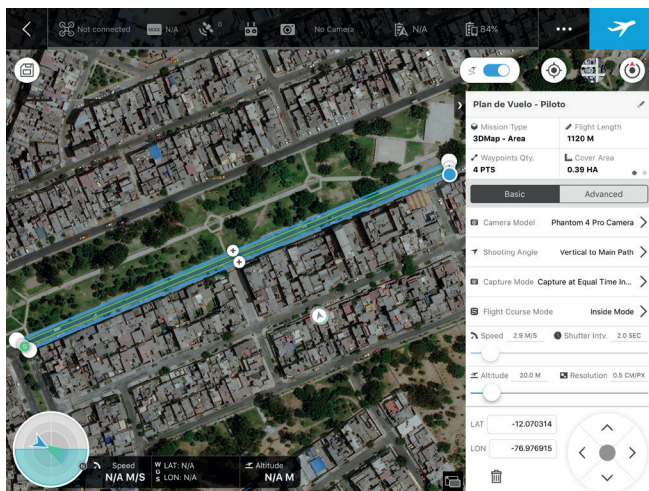 Not connected
MODE N/A
0
No Camera
N/A
84%
Plan de Vuelo - Piloto
Mission Type
3DMap - Area
Flight Length
1120 M
Waypoints Qty.
4 PTS
Cover Area
0.39 HA
Basic
Advanced
Camera Model Phantom 4 Pro Camera
Shooting Angle Vertical to Main Path
Capture Mode Capture at Equal Time In...
Flight Course Mode Inside Mode
Speed 2.9 M/S Shutter Intv. 2.0 SEC
Altitude 20.0 M Resolution 0.5 CM/PX
LAT -12.070314
LON -76.976915
N
Speed
N/A M/S
WGS
LAT: N/A
LON: N/A
Altitude
N/A M